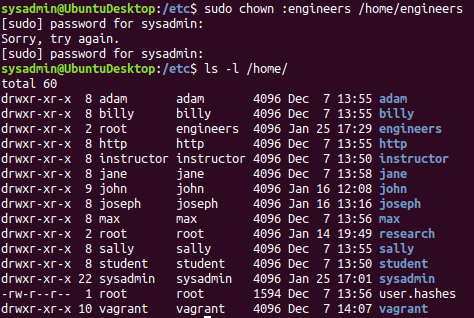 sysadmin@UbuntuDesktop:/etc$ sudo chown :engineers /home/engineers
[sudo] password for sysadmin:
Sorry, try again.
[sudo] password for sysadmin:
sysadmin@UbuntuDesktop:/etc$ ls -l /home/
total 60
drwxr-xr-x  8 adam       adam       4096 Dec  7 13:55 adam
drwxr-xr-x  8 billy      billy      4096 Dec  7 13:55 billy
drwxr-xr-x  2 root       engineers  4096 Jan 25 17:29 engineers
drwxr-xr-x  8 http       http       4096 Dec  7 13:55 http
drwxr-xr-x  8 instructor instructor 4096 Dec  7 13:50 instructor
drwxr-xr-x  8 jane       jane       4096 Dec  7 13:58 jane
drwxr-xr-x  9 john       john       4096 Jan 16 12:08 john
drwxr-xr-x  8 joseph     joseph     4096 Jan 16 13:16 joseph
drwxr-xr-x  8 max        max        4096 Dec  7 13:56 max
drwxr-xr-x  2 root       root       4096 Jan 14 19:49 research
drwxr-xr-x  8 sally      sally      4096 Dec  7 13:55 sally
drwxr-xr-x  8 student    student    4096 Dec  7 13:50 student
drwxr-xr-x 22 sysadmin   sysadmin   4096 Jan 25 17:01 sysadmin
-rw-r--r--  1 root       root       1594 Dec  7 13:56 user.hashes
drwxr-xr-x 10 vagrant    vagrant    4096 Dec  7 14:07 vagrant